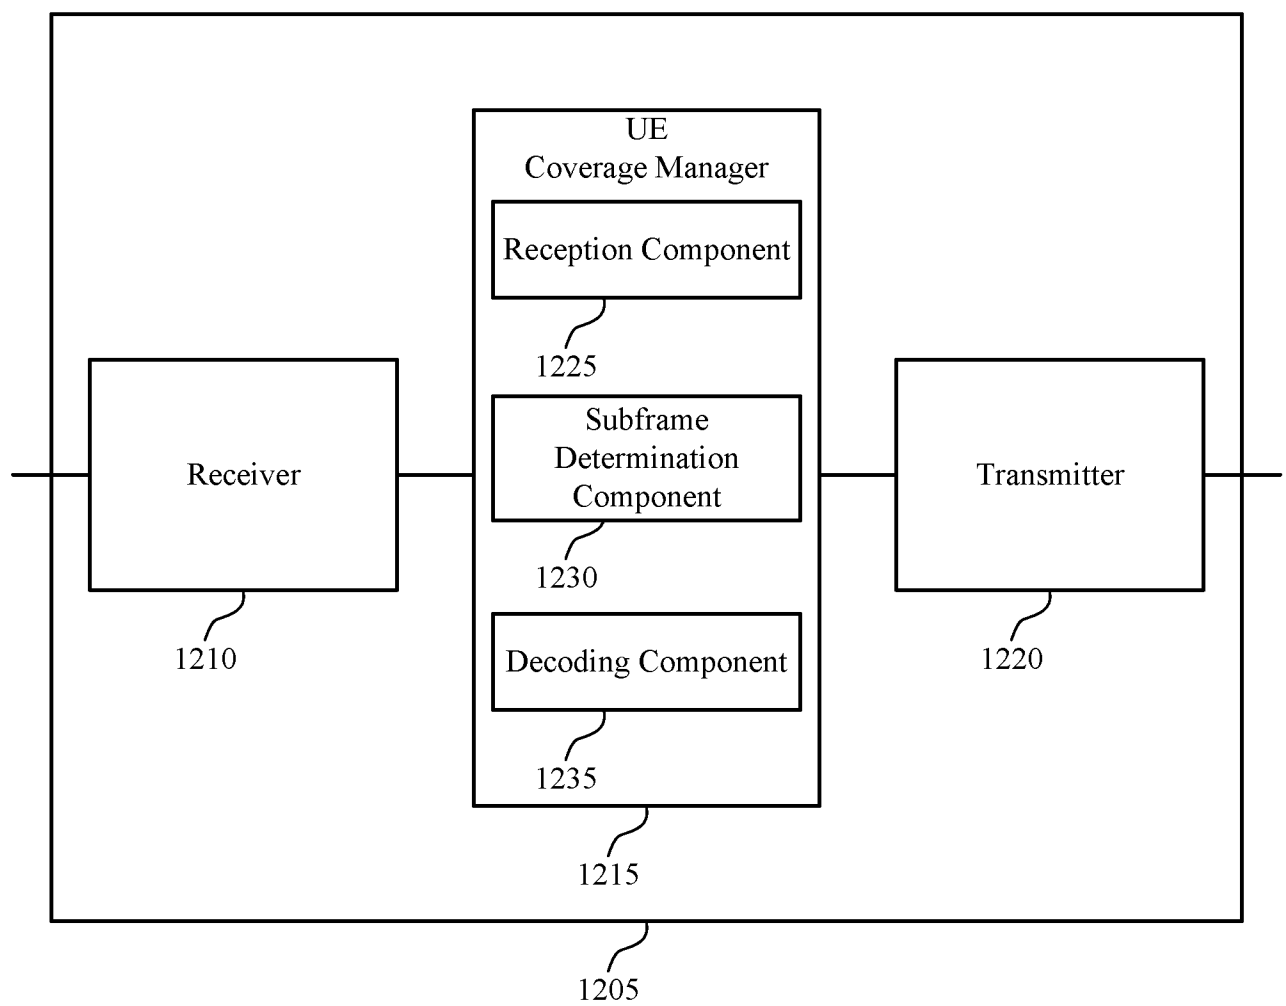 UE
Coverage Manager
Reception Component
1225
Subframe
Determination
Component
1230
Decoding Component
1235
1215
Receiver
1210
Transmitter
1220
1205